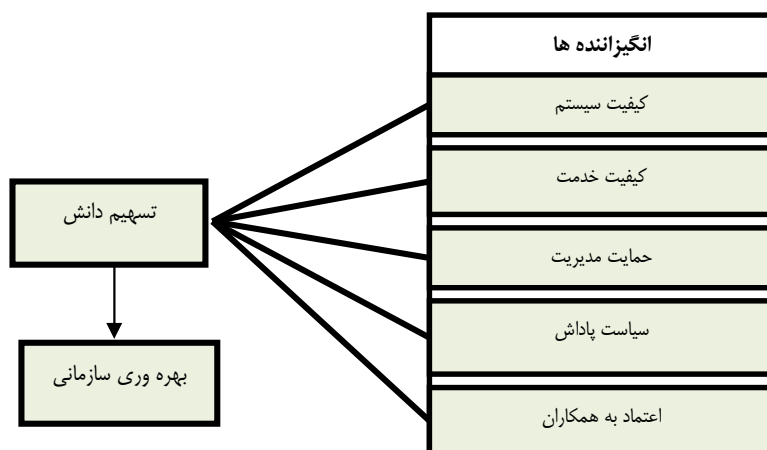 انگیزاننده ها
کیفیت سیستم
کیفیت خدمت
حمایت مدیریت
سیاست پاداش
اعتماد به همکاران
تسهیم دانش
بهره وری سازمانی